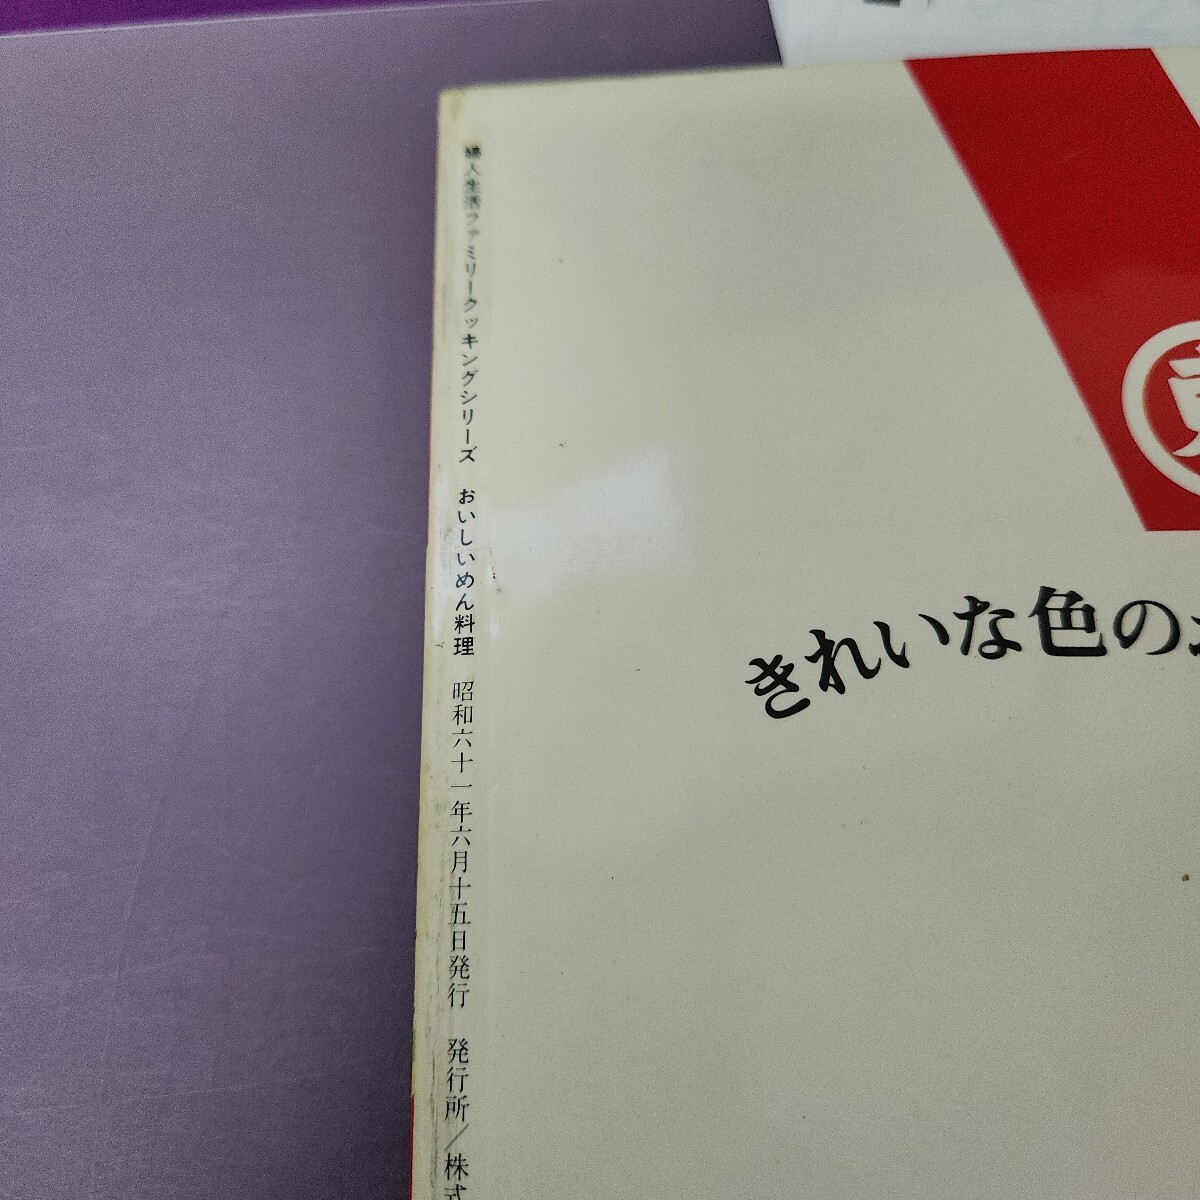 婦人生活ファミリークッキングシリーズ　おいしいめん料理　昭和六十一年六月十五日発行　発行所／株式
きれいな色の